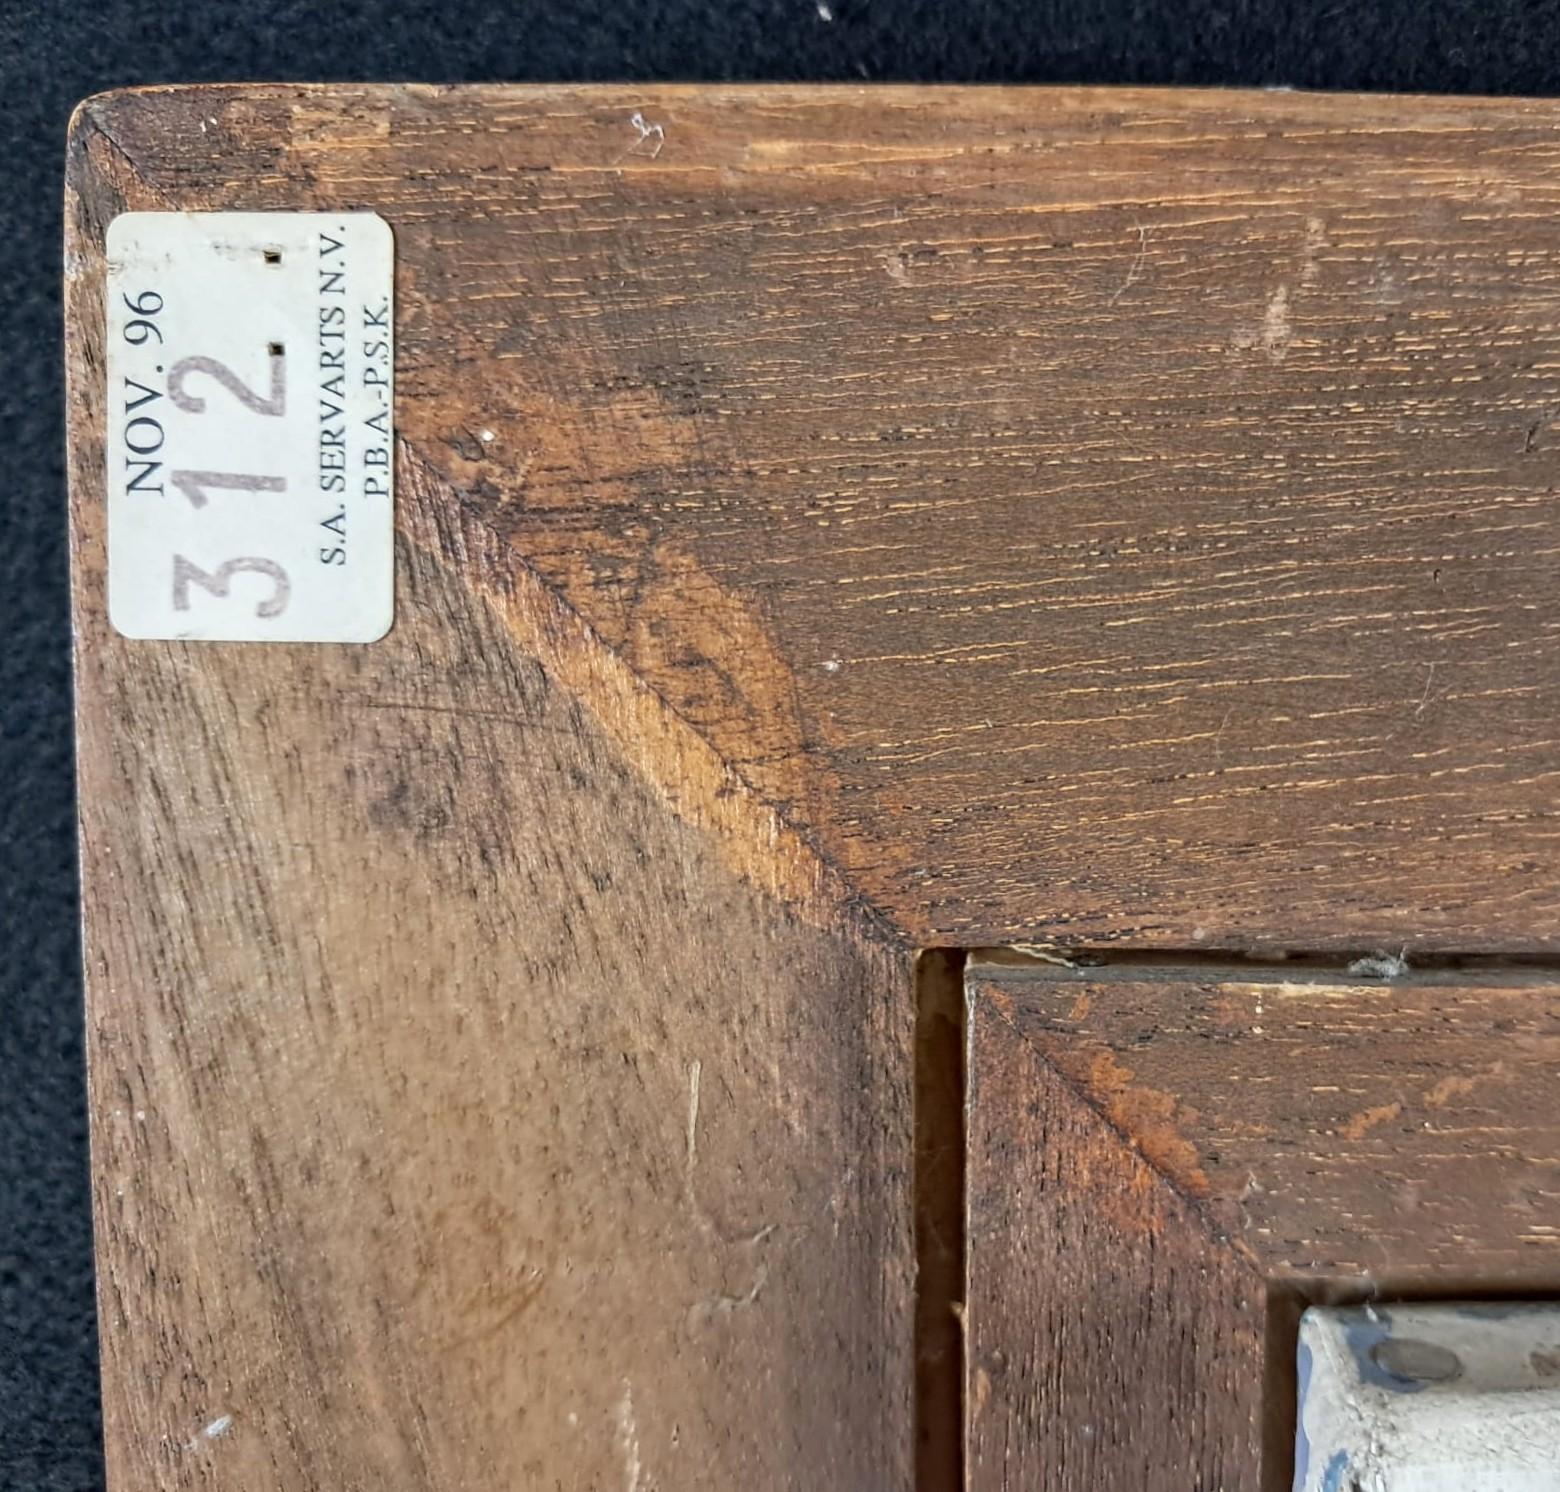 NOV. 96
312
S.A. SERVARTS N.V.
P.B.A.-P.S.K.